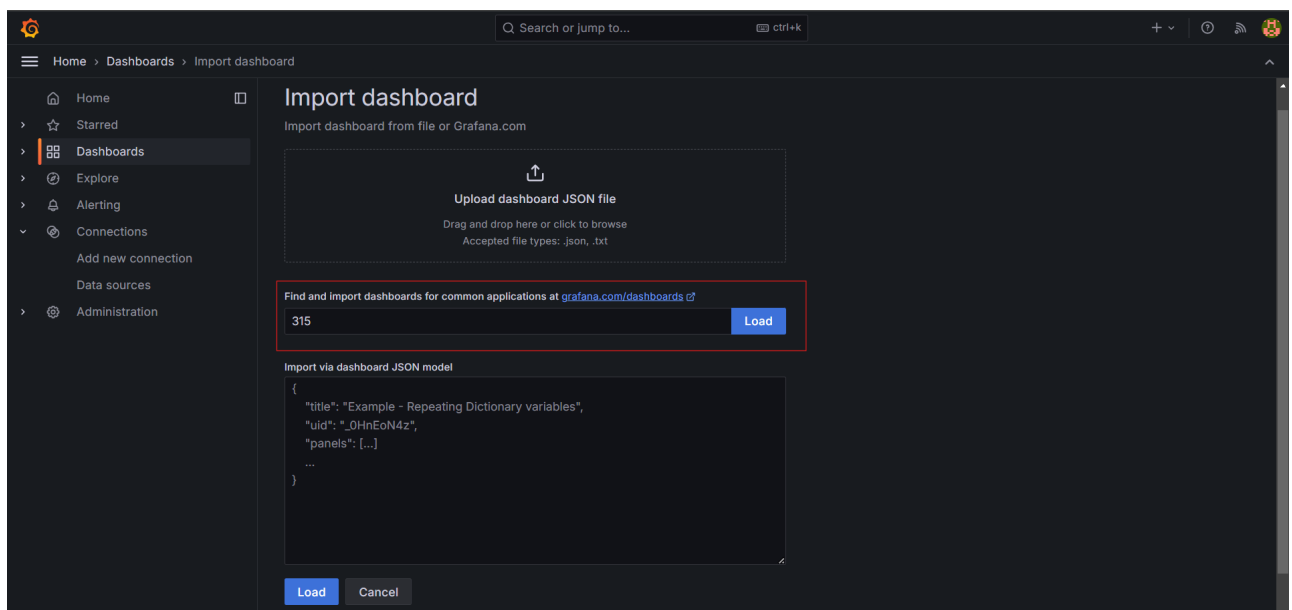 Search or jump to...
ctrl+k
Home › Dashboards › Import dashboard
Home
Starred
Dashboards
Explore
Alerting
Connections
Add new connection
Data sources
Administration
Import dashboard
Import dashboard from file or Grafana.com
Upload dashboard JSON file
Drag and drop here or click to browse
Accepted file types: .json, .txt
Find and import dashboards for common applications at grafana.com/dashboards
315
Load
Import via dashboard JSON model
{
"title": "Example - Repeating Dictionary variables",
"uid": "_0HnEoN4z",
"panels": [...]
...
}
Load
Cancel